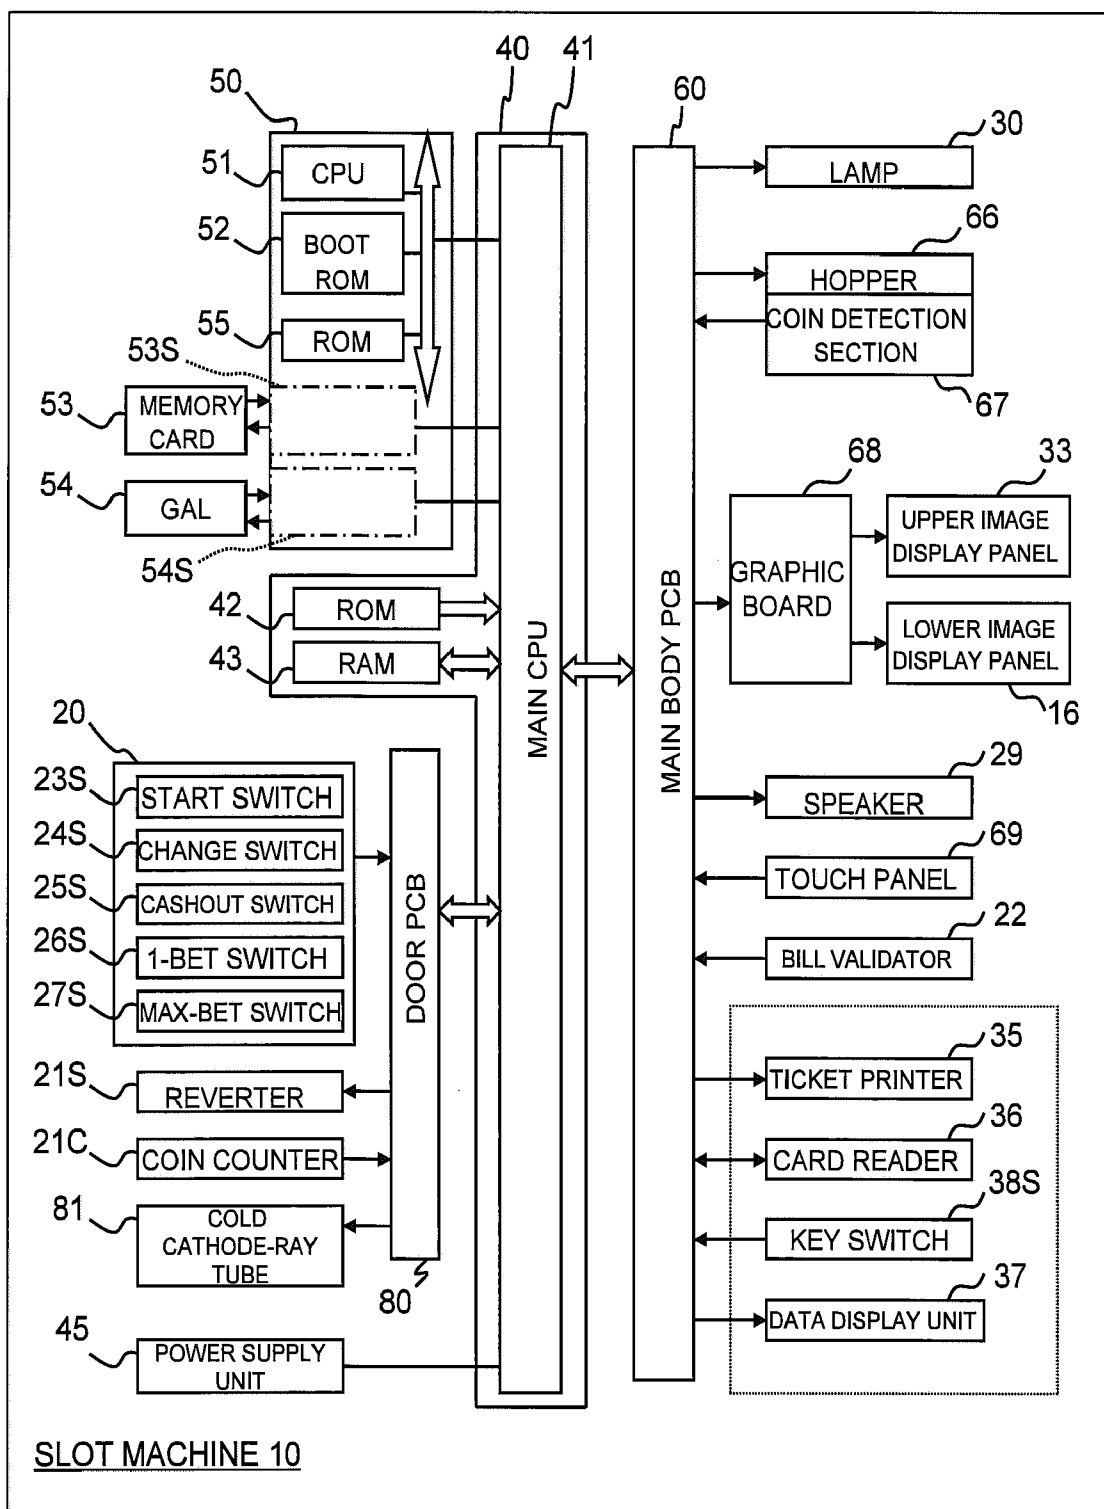 40
41
50
60
30
51
CPU
LAMP
66
52
BOOT
ROM
HOPPER
55
ROM
COIN DETECTION
SECTION
53S
67
53
MEMORY
CARD
68
33
54
GAL
UPPER IMAGE
DISPLAY PANEL
54S
GRAPHIC
BOARD
42
ROM
LOWER IMAGE
DISPLAY PANEL
43
RAM
16
MAIN CPU
MAIN BODY PCB
20
29
23S
START SWITCH
SPEAKER
24S
CHANGE SWITCH
69
TOUCH PANEL
25S
CASHOUT SWITCH
22
26S
1-BET SWITCH
BILL VALIDATOR
27S
MAX-BET SWITCH
DOOR PCB
35
21S
REVERTER
TICKET PRINTER
36
21C
COIN COUNTER
CARD READER
38S
81
COLD
CATHODE-RAY
TUBE
KEY SWITCH
80
37
DATA DISPLAY UNIT
45
POWER SUPPLY
UNIT
SLOT MACHINE 10